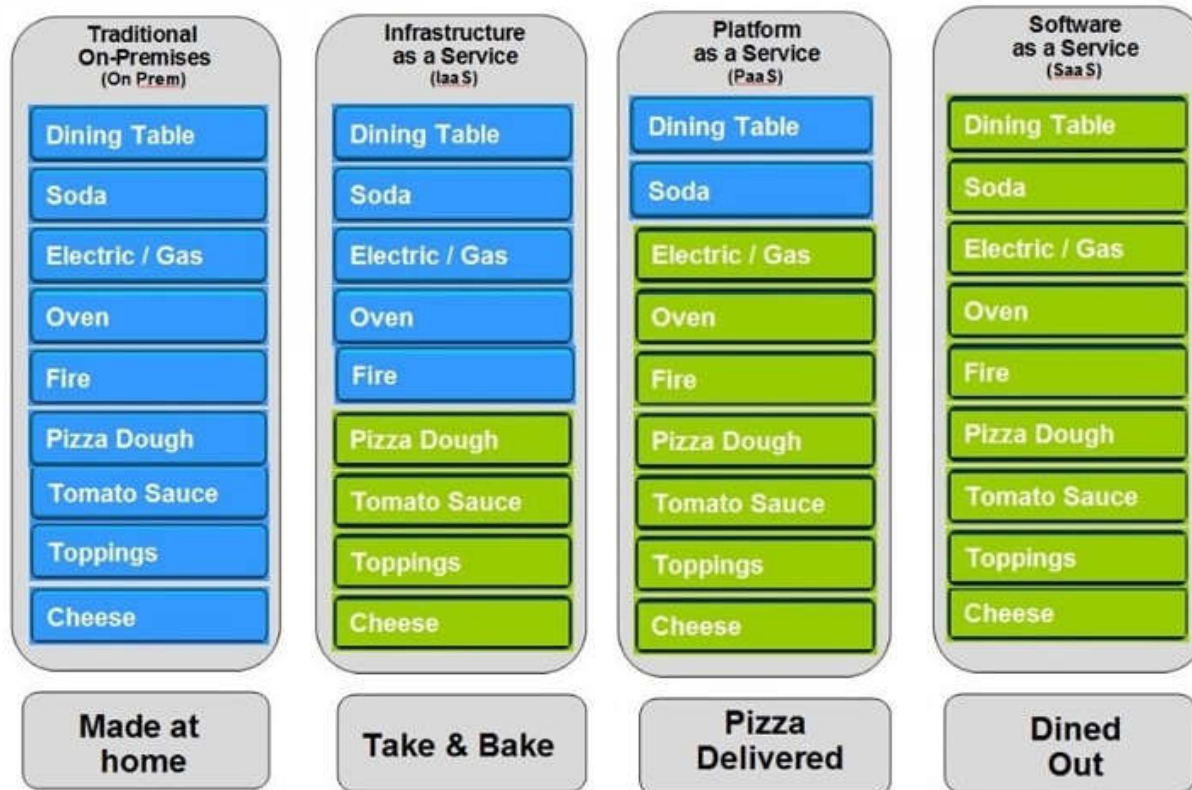 Traditional
On-Premises
(On Prem)
Dining Table
Soda
Electric / Gas
Oven
Fire
Pizza Dough
Tomato Sauce
Toppings
Cheese
Made at
home
Infrastructure
as a Service
(IaaS)
Dining Table
Soda
Electric / Gas
Oven
Fire
Pizza Dough
Tomato Sauce
Toppings
Cheese
Take & Bake
Platform
as a Service
(PaaS)
Dining Table
Soda
Electric / Gas
Oven
Fire
Pizza Dough
Tomato Sauce
Toppings
Cheese
Pizza
Delivered
Software
as a Service
(SaaS)
Dining Table
Soda
Electric / Gas
Oven
Fire
Pizza Dough
Tomato Sauce
Toppings
Cheese
Dined
Out